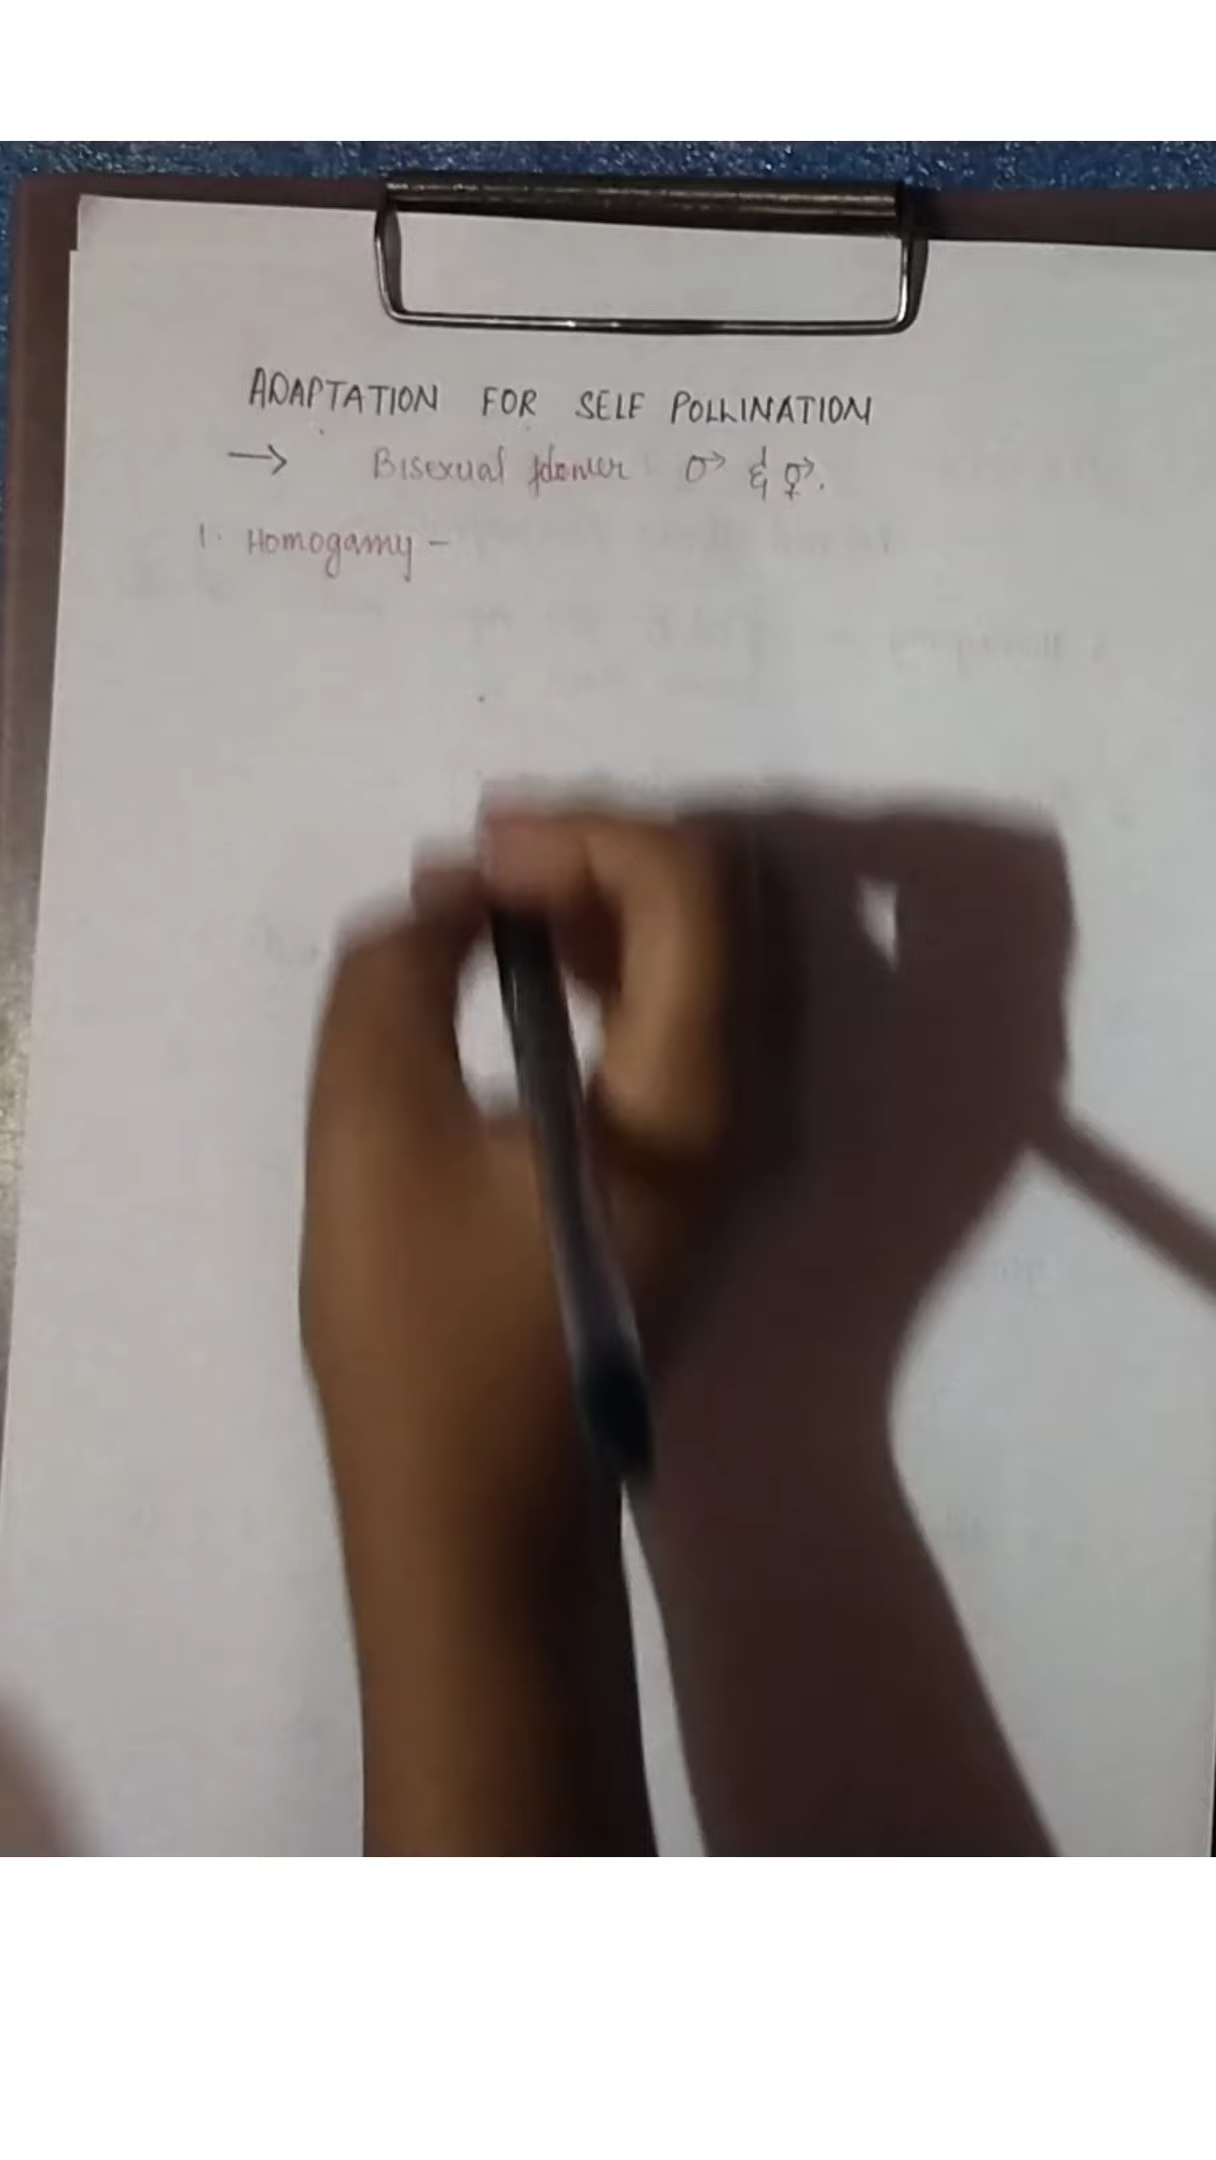 ADAPTATION FOR SELF POLLINATION
→ Bisexual flower ♂ & ⚥.
1. Homogamy -